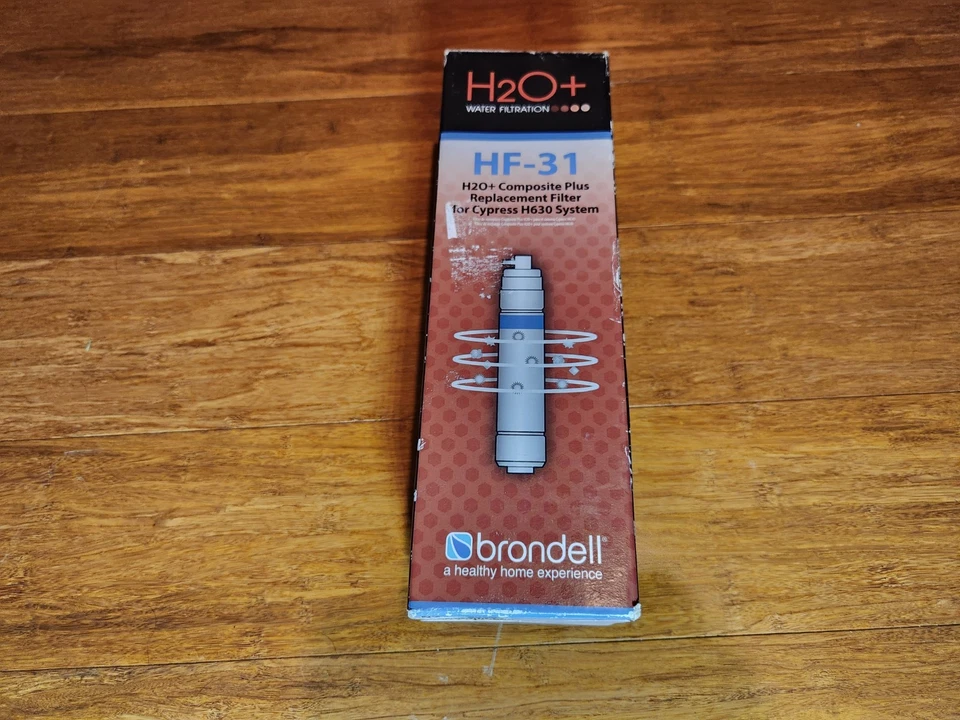 H2O+
WATER FILTRATION
HF-31
H2O+ Composite Plus
Replacement Filter
for Cypress H630 System
brondell®
a healthy home experience